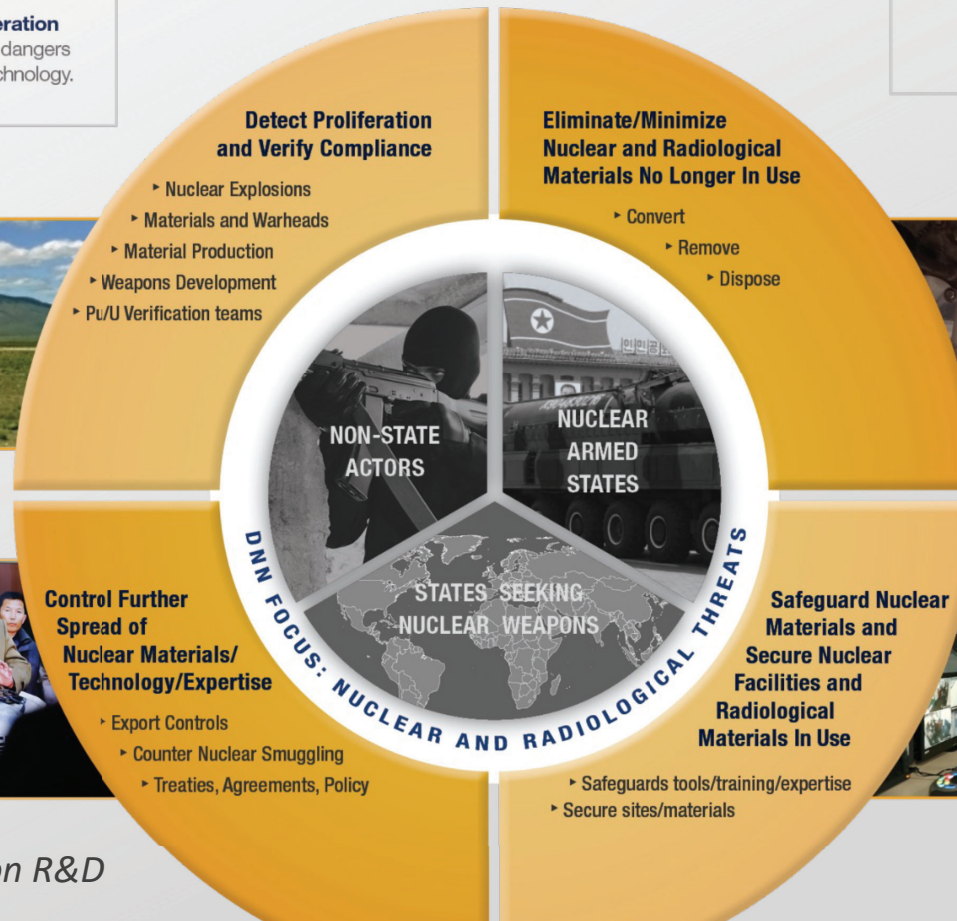 eration
dangers
chnology.
Detect Proliferation
and Verify Compliance
▸ Nuclear Explosions
▸ Materials and Warheads
▸ Material Production
▸ Weapons Development
▸ Pu/U Verification teams
Eliminate/Minimize
Nuclear and Radiological
Materials No Longer In Use
▸ Convert
▸ Remove
▸ Dispose
NON-STATE
ACTORS
NUCLEAR
ARMED
STATES
STATES SEEKING
NUCLEAR WEAPONS
DNN FOCUS: NUCLEAR AND RADIOLOGICAL THREATS
Control Further
Spread of
Nuclear Materials/
Technology/Expertise
▸ Export Controls
▸ Counter Nuclear Smuggling
▸ Treaties, Agreements, Policy
Safeguard Nuclear
Materials and
Secure Nuclear
Facilities and
Radiological
Materials In Use
▸ Safeguards tools/training/expertise
▸ Secure sites/materials
on R&D